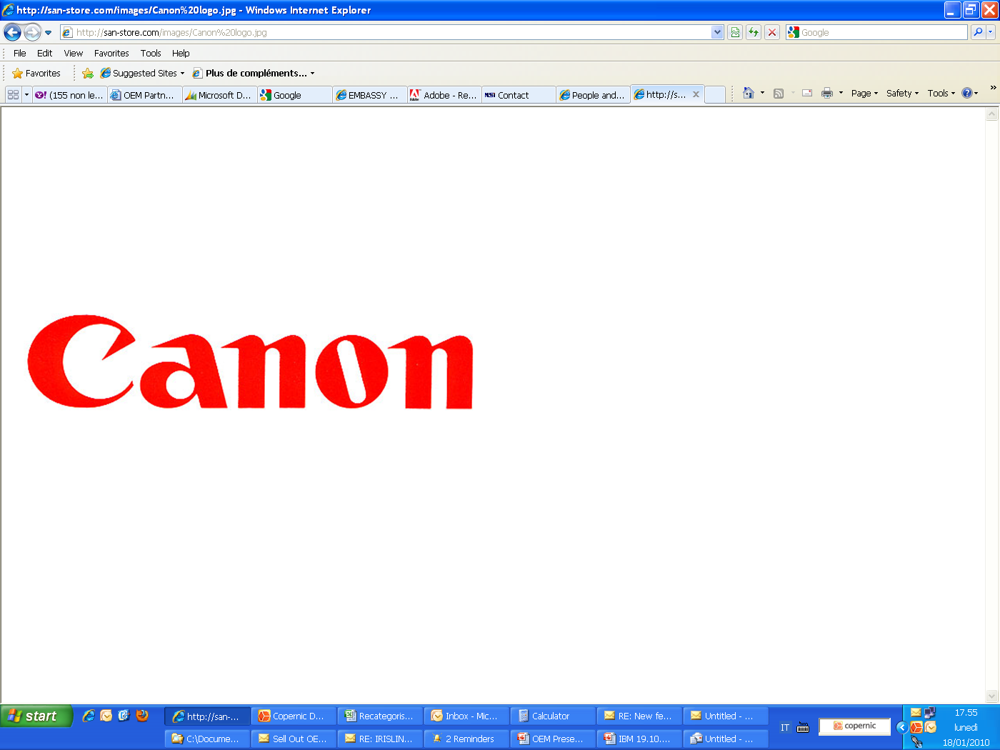 http://san-store.com/images/Canon%20logo.jpg - Windows Internet Explorer
http://san-store.com/images/Canon%20logo.jpg
Google
File Edit View Favorites Tools Help
Favorites Suggested Sites Plus de compléments...
(155 non le... OEM Partn... Microsoft D... Google EMBASSY ... Adobe - Re... NSI Contact People and... http://s... Page Safety Tools »
Canon
start http://san-... Copernic D... Recategoris... Inbox - Mic... Calculator RE: New fe... Untitled - ... IT copernic 17.55
lunedì
C:\Docume... Sell Out OE... RE: IRISLIN... 2 Reminders OEM Prese... IBM 19.10.... Untitled - ... 18/01/2010